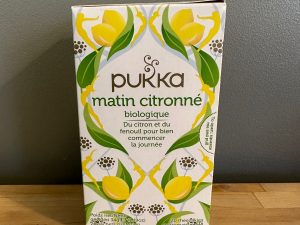 pukka
matin citronné
biologique
Du citron et du
fenouil pour bien
commencer
la journée